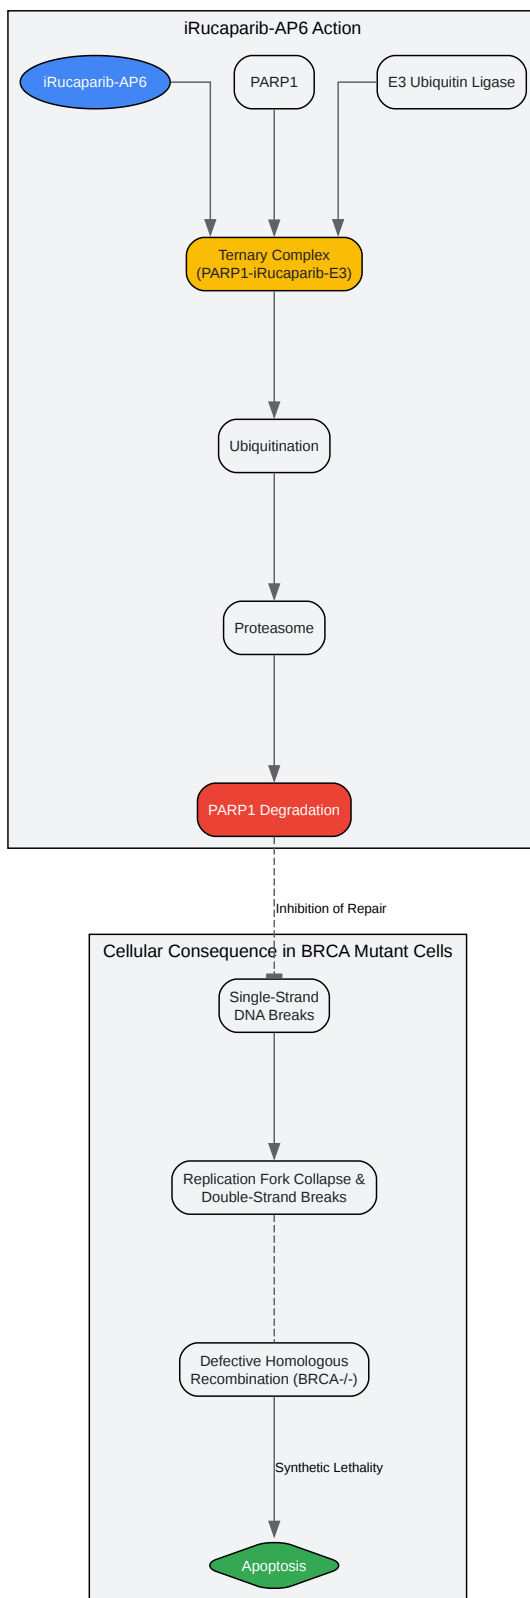 iRucaparib-AP6 Action
iRucaparib-AP6
PARP1
E3 Ubiquitin Ligase
Ternary Complex
(PARP1-iRucaparib-E3)
Ubiquitination
Proteasome
PARP1 Degradation
Inhibition of Repair
Cellular Consequence in BRCA Mutant Cells
Single-Strand
DNA Breaks
Replication Fork Collapse &
Double-Strand Breaks
Defective Homologous
Recombination (BRCA-/-)
Synthetic Lethality
Apoptosis